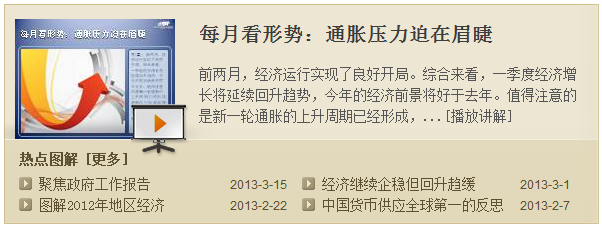 每月看形势：通胀压力迫在眉睫
每月看形势：通胀压力迫在眉睫
前两月，经济运行实现了良好开局。综合来看，一季度经济增
长将延续回升趋势，今年的经济前景将好于去年。值得注意的
是新一轮通胀的上升周期已经形成，...[播放讲解]
热点图解 [更多]
聚焦政府工作报告 2013-3-15 经济继续企稳但回升趋缓 2013-3-1
图解2012年地区经济 2013-2-22 中国货币供应全球第一的反思 2013-2-7